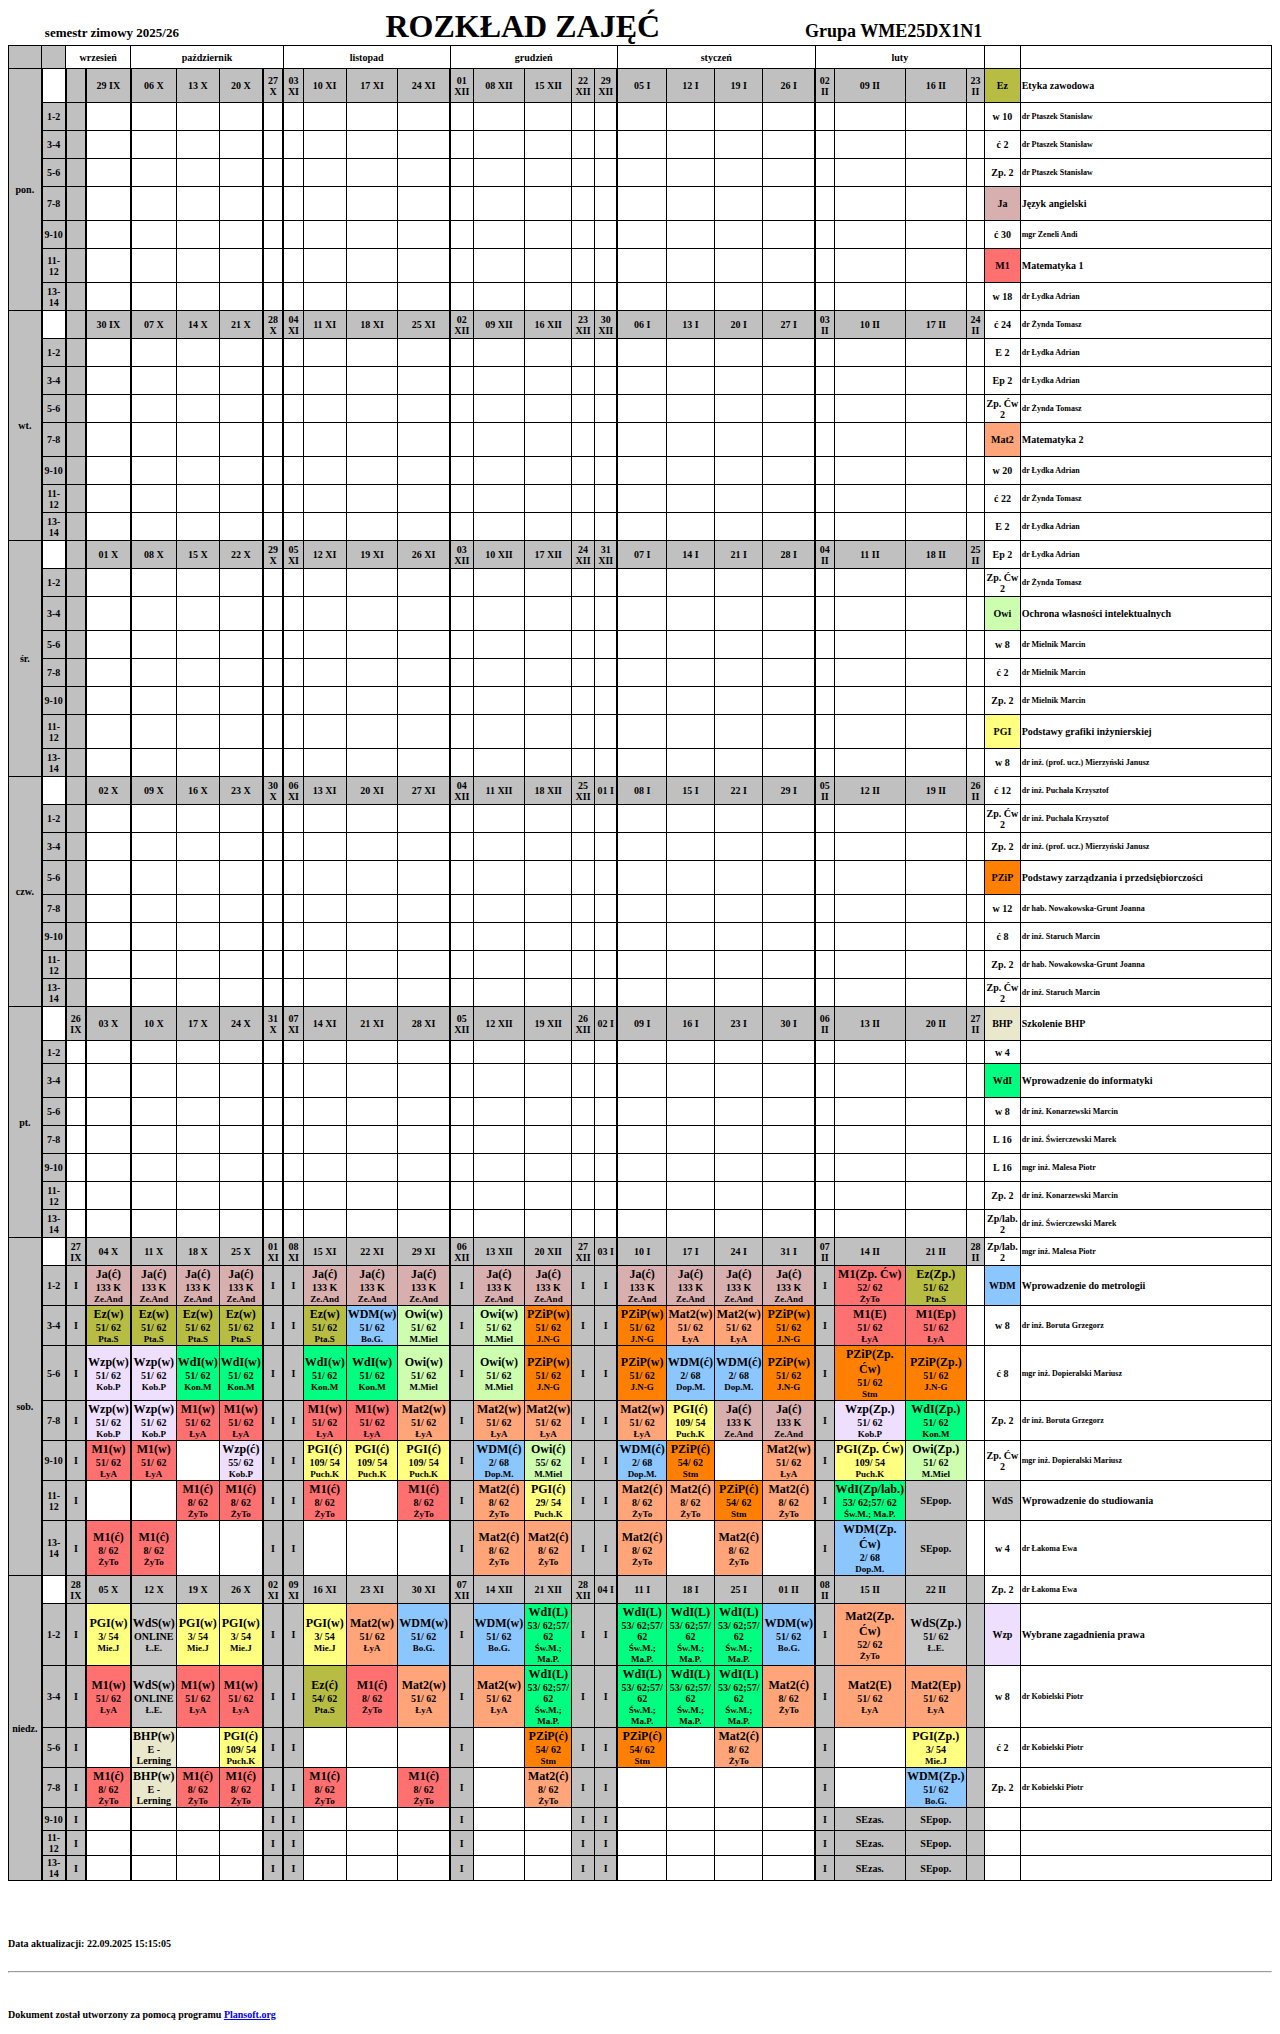 semestr zimowy 2025/26 ROZKŁAD ZAJĘĆ Grupa WME25DX1N1
wrzesień październik listopad grudzień styczeń luty
pon. 29 IX 06 X 13 X 20 X 27 X 03 XI 10 XI 17 XI 24 XI 01 XII 08 XII 15 XII 22 XII 29 XII 05 I 12 I 19 I 26 I 02 II 09 II 16 II 23 II Ez Etyka zawodowa
1-2 w 10 dr Ptaszek Stanisław
3-4 ć 2 dr Ptaszek Stanisław
5-6 Zp. 2 dr Ptaszek Stanisław
7-8 Ja Język angielski
9-10 ć 30 mgr Zeneli Andi
11-12 M1 Matematyka 1
13-14 w 18 dr Łydka Adrian
wt. 30 IX 07 X 14 X 21 X 28 X 04 XI 11 XI 18 XI 25 XI 02 XII 09 XII 16 XII 23 XII 30 XII 06 I 13 I 20 I 27 I 03 II 10 II 17 II 24 II ć 24 dr Żynda Tomasz
1-2 E 2 dr Łydka Adrian
3-4 Ep 2 dr Łydka Adrian
5-6 Zp. Ćw 2 dr Żynda Tomasz
7-8 Mat2 Matematyka 2
9-10 w 20 dr Łydka Adrian
11-12 ć 22 dr Żynda Tomasz
13-14 E 2 dr Łydka Adrian
śr. 01 X 08 X 15 X 22 X 29 X 05 XI 12 XI 19 XI 26 XI 03 XII 10 XII 17 XII 24 XII 31 XII 07 I 14 I 21 I 28 I 04 II 11 II 18 II 25 II Ep 2 dr Łydka Adrian
1-2 Zp. Ćw 2 dr Żynda Tomasz
3-4 Owi Ochrona własności intelektualnych
5-6 w 8 dr Mielnik Marcin
7-8 ć 2 dr Mielnik Marcin
9-10 Zp. 2 dr Mielnik Marcin
11-12 PGI Podstawy grafiki inżynierskiej
13-14 w 8 dr inż. (prof. ucz.) Mierzyński Janusz
czw. 02 X 09 X 16 X 23 X 30 X 06 XI 13 XI 20 XI 27 XI 04 XII 11 XII 18 XII 25 XII 01 I 08 I 15 I 22 I 29 I 05 II 12 II 19 II 26 II ć 12 dr inż. Puchała Krzysztof
1-2 Zp. Ćw 2 dr inż. Puchała Krzysztof
3-4 Zp. 2 dr inż. (prof. ucz.) Mierzyński Janusz
5-6 PZiP Podstawy zarządzania i przedsiębiorczości
7-8 w 12 dr hab. Nowakowska-Grunt Joanna
9-10 ć 8 dr inż. Staruch Marcin
11-12 Zp. 2 dr hab. Nowakowska-Grunt Joanna
13-14 Zp. Ćw 2 dr inż. Staruch Marcin
pt. 26 IX 03 X 10 X 17 X 24 X 31 X 07 XI 14 XI 21 XI 28 XI 05 XII 12 XII 19 XII 26 XII 02 I 09 I 16 I 23 I 30 I 06 II 13 II 20 II 27 II BHP Szkolenie BHP
1-2 w 4
3-4 WdI Wprowadzenie do informatyki
5-6 w 8 dr inż. Konarzewski Marcin
7-8 L 16 dr inż. Świerczewski Marek
9-10 L 16 mgr inż. Malesa Piotr
11-12 Zp. 2 dr inż. Konarzewski Marcin
13-14 Zp/lab. 2 dr inż. Świerczewski Marek
sob. 27 IX 04 X 11 X 18 X 25 X 01 XI 08 XI 15 XI 22 XI 29 XI 06 XII 13 XII 20 XII 27 XII 03 I 10 I 17 I 24 I 31 I 07 II 14 II 21 II 28 II Zp/lab. 2 mgr inż. Malesa Piotr
Ja(ć) Ja(ć) Ja(ć) Ja(ć) Ja(ć) Ja(ć) Ja(ć) Ja(ć) Ja(ć) Ja(ć) Ja(ć) Ja(ć) Ja(ć) M1(Zp. Ćw) Ez(Zp.)
1-2 I 133 K 133 K 133 K 133 K I I 133 K 133 K 133 K I 133 K 133 K I I 133 K 133 K 133 K 133 K I 52/ 62 51/ 62 WDM Wprowadzenie do metrologii
Ze.And Ze.And Ze.And Ze.And Ze.And Ze.And Ze.And Ze.And Ze.And Ze.And Ze.And Ze.And Ze.And ŻyTo Pta.S
Ez(w) Ez(w) Ez(w) Ez(w) Ez(w) WDM(w) Owi(w) Owi(w) PZiP(w) PZiP(w) Mat2(w) Mat2(w) PZiP(w) M1(E) M1(Ep)
3-4 I 51/ 62 51/ 62 51/ 62 51/ 62 I I 51/ 62 51/ 62 51/ 62 I 51/ 62 51/ 62 I I 51/ 62 51/ 62 51/ 62 51/ 62 I 51/ 62 51/ 62 w 8 dr inż. Boruta Grzegorz
Pta.S Pta.S Pta.S Pta.S Pta.S Bo.G. M.Miel M.Miel J.N-G J.N-G ŁyA ŁyA J.N-G ŁyA ŁyA
Wzp(w) Wzp(w) WdI(w) WdI(w) WdI(w) WdI(w) Owi(w) Owi(w) PZiP(w) PZiP(w) WDM(ć) WDM(ć) PZiP(w) PZiP(Zp. Ćw) PZiP(Zp.)
5-6 I 51/ 62 51/ 62 51/ 62 51/ 62 I I 51/ 62 51/ 62 51/ 62 I 51/ 62 51/ 62 I I 51/ 62 2/ 68 2/ 68 51/ 62 I 51/ 62 51/ 62 ć 8 mgr inż. Dopieralski Mariusz
Kob.P Kob.P Kon.M Kon.M Kon.M Kon.M M.Miel M.Miel J.N-G J.N-G Dop.M. Dop.M. J.N-G Stm J.N-G
Wzp(w) Wzp(w) M1(w) M1(w) M1(w) M1(w) Mat2(w) Mat2(w) Mat2(w) Mat2(w) PGI(ć) Ja(ć) Ja(ć) Wzp(Zp.) WdI(Zp.)
7-8 I 51/ 62 51/ 62 51/ 62 51/ 62 I I 51/ 62 51/ 62 51/ 62 I 51/ 62 51/ 62 I I 51/ 62 109/ 54 133 K 133 K I 51/ 62 51/ 62 Zp. 2 dr inż. Boruta Grzegorz
Kob.P Kob.P ŁyA ŁyA ŁyA ŁyA ŁyA ŁyA ŁyA ŁyA Puch.K Ze.And Ze.And Kob.P Kon.M
M1(w) M1(w) Wzp(ć) PGI(ć) PGI(ć) PGI(ć) WDM(ć) Owi(ć) WDM(ć) PZiP(ć) Mat2(w) PGI(Zp. Ćw) Owi(Zp.)
9-10 I 51/ 62 51/ 62 55/ 62 I I 109/ 54 109/ 54 109/ 54 I 2/ 68 55/ 62 I I 2/ 68 54/ 62 51/ 62 I 109/ 54 51/ 62 Zp. Ćw 2 mgr inż. Dopieralski Mariusz
ŁyA ŁyA Kob.P Puch.K Puch.K Puch.K Dop.M. M.Miel Dop.M. Stm ŁyA Puch.K M.Miel
M1(ć) M1(ć) M1(ć) M1(ć) Mat2(ć) PGI(ć) Mat2(ć) Mat2(ć) PZiP(ć) Mat2(ć) WdI(Zp/lab.)
11-12 I 8/ 62 8/ 62 I I 8/ 62 8/ 62 I 8/ 62 29/ 54 I I 8/ 62 8/ 62 54/ 62 8/ 62 I 53/ 62;57/ 62 SEpop. WdS Wprowadzenie do studiowania
ŻyTo ŻyTo ŻyTo ŻyTo ŻyTo Puch.K ŻyTo ŻyTo Stm ŻyTo Św.M.; Ma.P.
M1(ć) M1(ć) Mat2(ć) Mat2(ć) Mat2(ć) Mat2(ć) WDM(Zp. Ćw)
13-14 I 8/ 62 8/ 62 I I I 8/ 62 8/ 62 I I 8/ 62 8/ 62 I 2/ 68 SEpop. w 4 dr Łakoma Ewa
ŻyTo ŻyTo ŻyTo ŻyTo ŻyTo ŻyTo Dop.M.
niedz. 28 IX 05 X 12 X 19 X 26 X 02 XI 09 XI 16 XI 23 XI 30 XI 07 XII 14 XII 21 XII 28 XII 04 I 11 I 18 I 25 I 01 II 08 II 15 II 22 II Zp. 2 dr Łakoma Ewa
PGI(w) WdS(w) PGI(w) PGI(w) PGI(w) Mat2(w) WDM(w) WDM(w) WdI(L) WdI(L) WdI(L) WdI(L) WDM(w) Mat2(Zp. Ćw) WdS(Zp.)
1-2 I 3/ 54 ONLINE 3/ 54 3/ 54 I I 3/ 54 51/ 62 51/ 62 I 51/ 62 53/ 62;57/ 62 I I 53/ 62;57/ 62 53/ 62;57/ 62 53/ 62;57/ 62 51/ 62 I 52/ 62 51/ 62 Wzp Wybrane zagadnienia prawa
Mie.J Ł.E. Mie.J Mie.J Mie.J ŁyA Bo.G. Bo.G. Św.M.; Ma.P. Św.M.; Ma.P. Św.M.; Ma.P. Św.M.; Ma.P. Bo.G. ŻyTo Ł.E.
M1(w) WdS(w) M1(w) M1(w) Ez(ć) M1(ć) Mat2(w) Mat2(w) WdI(L) WdI(L) WdI(L) WdI(L) Mat2(ć) Mat2(E) Mat2(Ep)
3-4 I 51/ 62 ONLINE 51/ 62 51/ 62 I I 54/ 62 8/ 62 51/ 62 I 51/ 62 53/ 62;57/ 62 I I 53/ 62;57/ 62 53/ 62;57/ 62 53/ 62;57/ 62 8/ 62 I 51/ 62 51/ 62 w 8 dr Kobielski Piotr
ŁyA Ł.E. ŁyA ŁyA Pta.S ŻyTo ŁyA ŁyA Św.M.; Ma.P. Św.M.; Ma.P. Św.M.; Ma.P. Św.M.; Ma.P. ŻyTo ŁyA ŁyA
BHP(w) PGI(ć) PZiP(ć) PZiP(ć) Mat2(ć) PGI(Zp.)
5-6 I E - Lerning 109/ 54 I I I 54/ 62 I I 54/ 62 8/ 62 I 3/ 54 ć 2 dr Kobielski Piotr
Puch.K Stm Stm ŻyTo Mie.J
M1(ć) BHP(w) M1(ć) M1(ć) M1(ć) M1(ć) Mat2(ć) WDM(Zp.)
7-8 I 8/ 62 E - Lerning 8/ 62 8/ 62 I I 8/ 62 8/ 62 I 8/ 62 I I I 51/ 62 Zp. 2 dr Kobielski Piotr
ŻyTo ŻyTo ŻyTo ŻyTo ŻyTo ŻyTo Bo.G.
9-10 I I I I I I I SEzas. SEpop.
11-12 I I I I I I I SEzas. SEpop.
13-14 I I I I I I I SEzas. SEpop.
Data aktualizacji: 22.09.2025 15:15:05
Dokument został utworzony za pomocą programu Plansoft.org